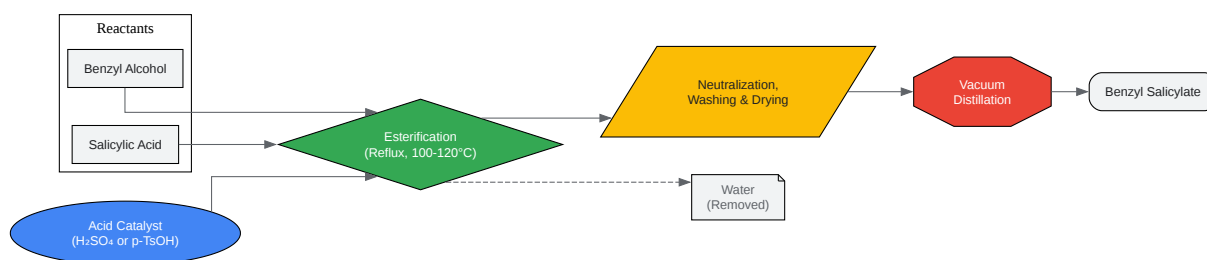 Reactants
Benzyl Alcohol
Salicylic Acid
Acid Catalyst
(H₂SO₄ or p-TsOH)
Esterification
(Reflux, 100-120°C)
Neutralization,
Washing & Drying
Water
(Removed)
Vacuum
Distillation
Benzyl Salicylate